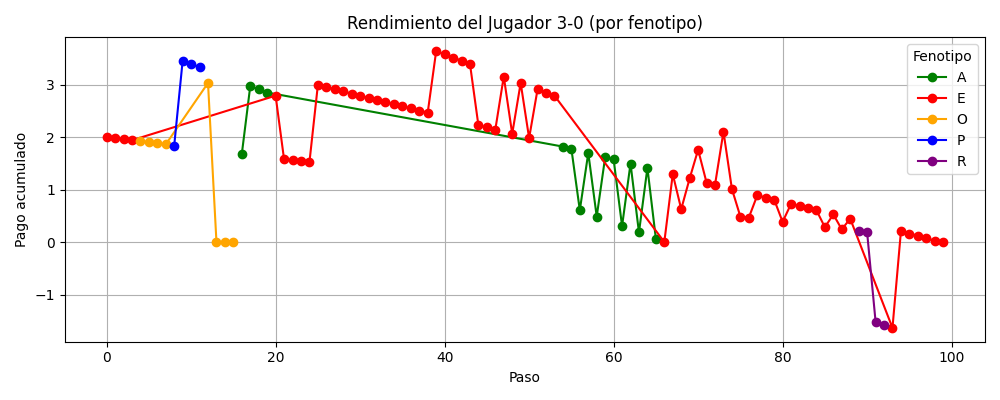 Rendimiento del Jugador 3-0 (por fenotipo)
Pago acumulado
3
2
1
0
−1
Fenotipo
A
E
O
P
R
0
20
40
60
80
100
Paso